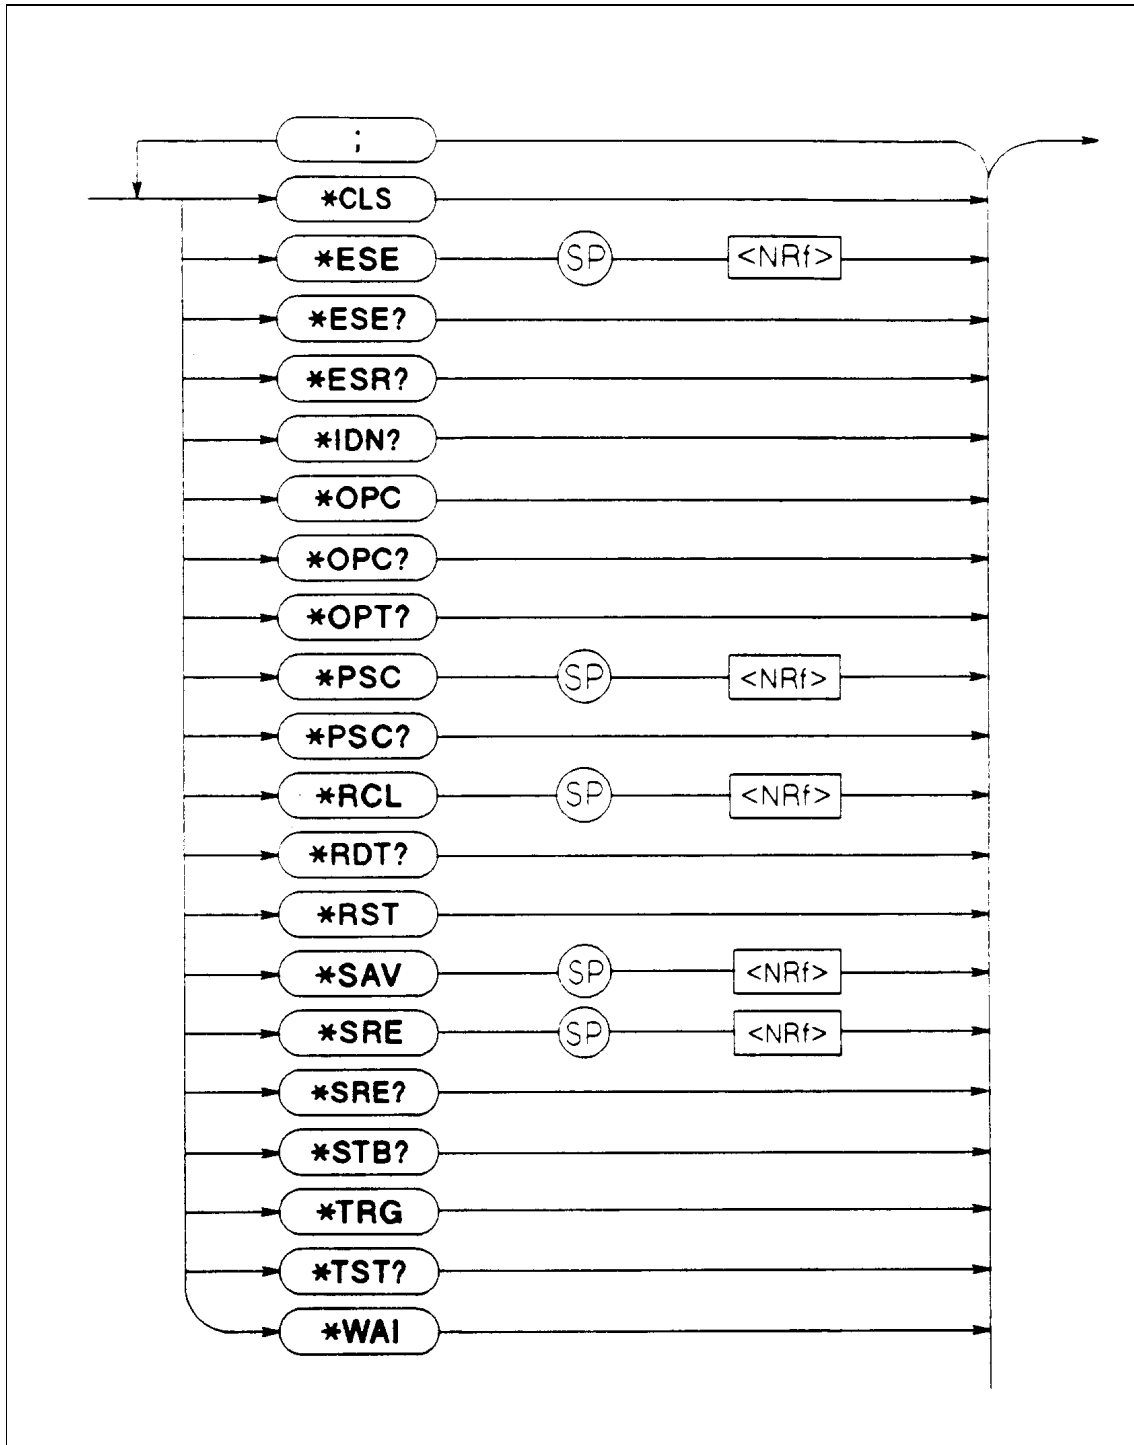 ;
*CLS
*ESE SP <NRf>
*ESE?
*ESR?
*IDN?
*OPC
*OPC?
*OPT?
*PSC SP <NRf>
*PSC?
*RCL SP <NRf>
*RDT?
*RST
*SAV SP <NRf>
*SRE SP <NRf>
*SRE?
*STB?
*TRG
*TST?
*WAI